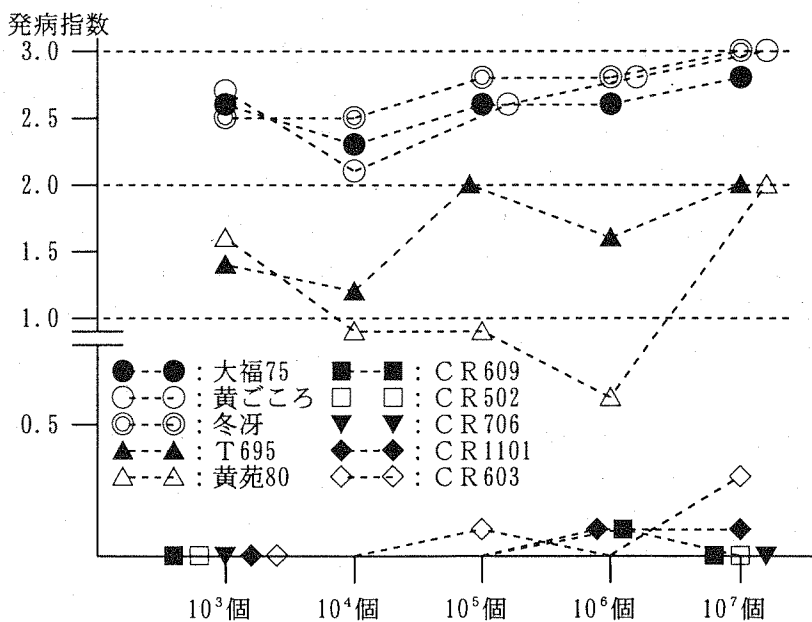 発病指数
3.0
2.5
2.0
1.5
1.0
0.5
●--● : 大福75
○--○ : 黄ごころ
◎--◎ : 冬冴
▲--▲ : T695
△--△ : 黄苑80
■--■ : CR609
□ □ : CR502
▼ ▼ : CR706
◆--◆ : CR1101
◇--◇ : CR603
10³個 10⁴個 10⁵個 10⁶個 10⁷個